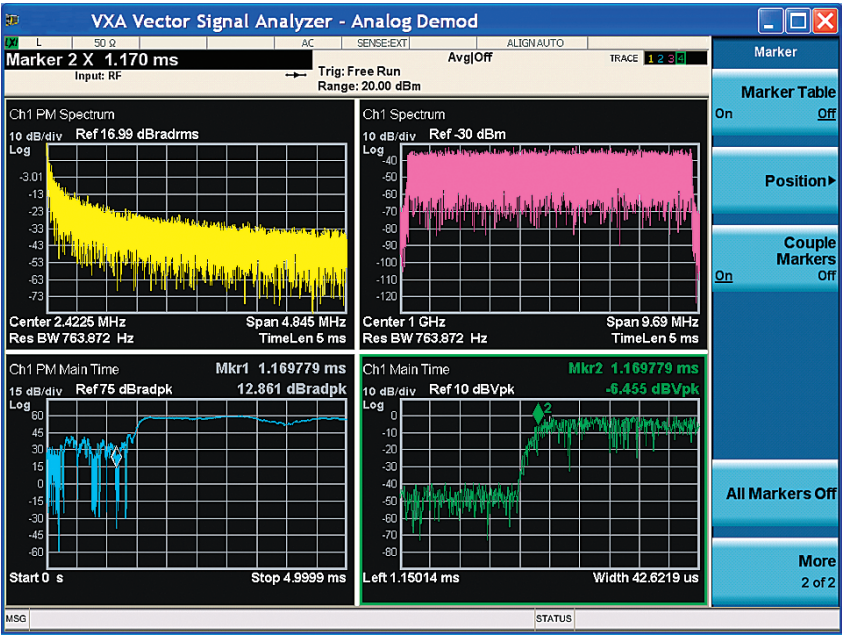 VXA Vector Signal Analyzer - Analog Demod
LXI L 50 Ω AC SENSE:EXT ALIGN AUTO
Marker 2 X 1.170 ms
Input: RF
Trig: Free Run
Range: 20.00 dBm
Avg|Off
TRACE 1 2 3 4
Ch1 PM Spectrum
10 dB/div Ref 16.99 dBradrms
Log
-3.01
-13
-23
-33
-43
-53
-63
-73
Center 2.4225 MHz Span 4.845 MHz
Res BW 763.872 Hz TimeLen 5 ms
Ch1 Spectrum
10 dB/div Ref -30 dBm
Log
-40
-50
-60
-70
-80
-90
-100
-110
-120
Center 1 GHz Span 9.69 MHz
Res BW 763.872 Hz TimeLen 5 ms
Ch1 PM Main Time Mkr1 1.169779 ms
15 dB/div Ref 75 dBradpk 12.861 dBradpk
Log
60
45
30
15
0
-15
-30
-45
-60
Start 0 s Stop 4.9999 ms
Ch1 Main Time Mkr2 1.169779 ms
10 dB/div Ref 10 dBVpk -6.455 dBVpk
Log
2
0
-10
-20
-30
-40
-50
-60
-70
-80
Left 1.15014 ms Width 42.6219 us
Marker
Marker Table
On Off
Position
Couple
Markers
On Off
All Markers Off
More
2 of 2
MSG STATUS